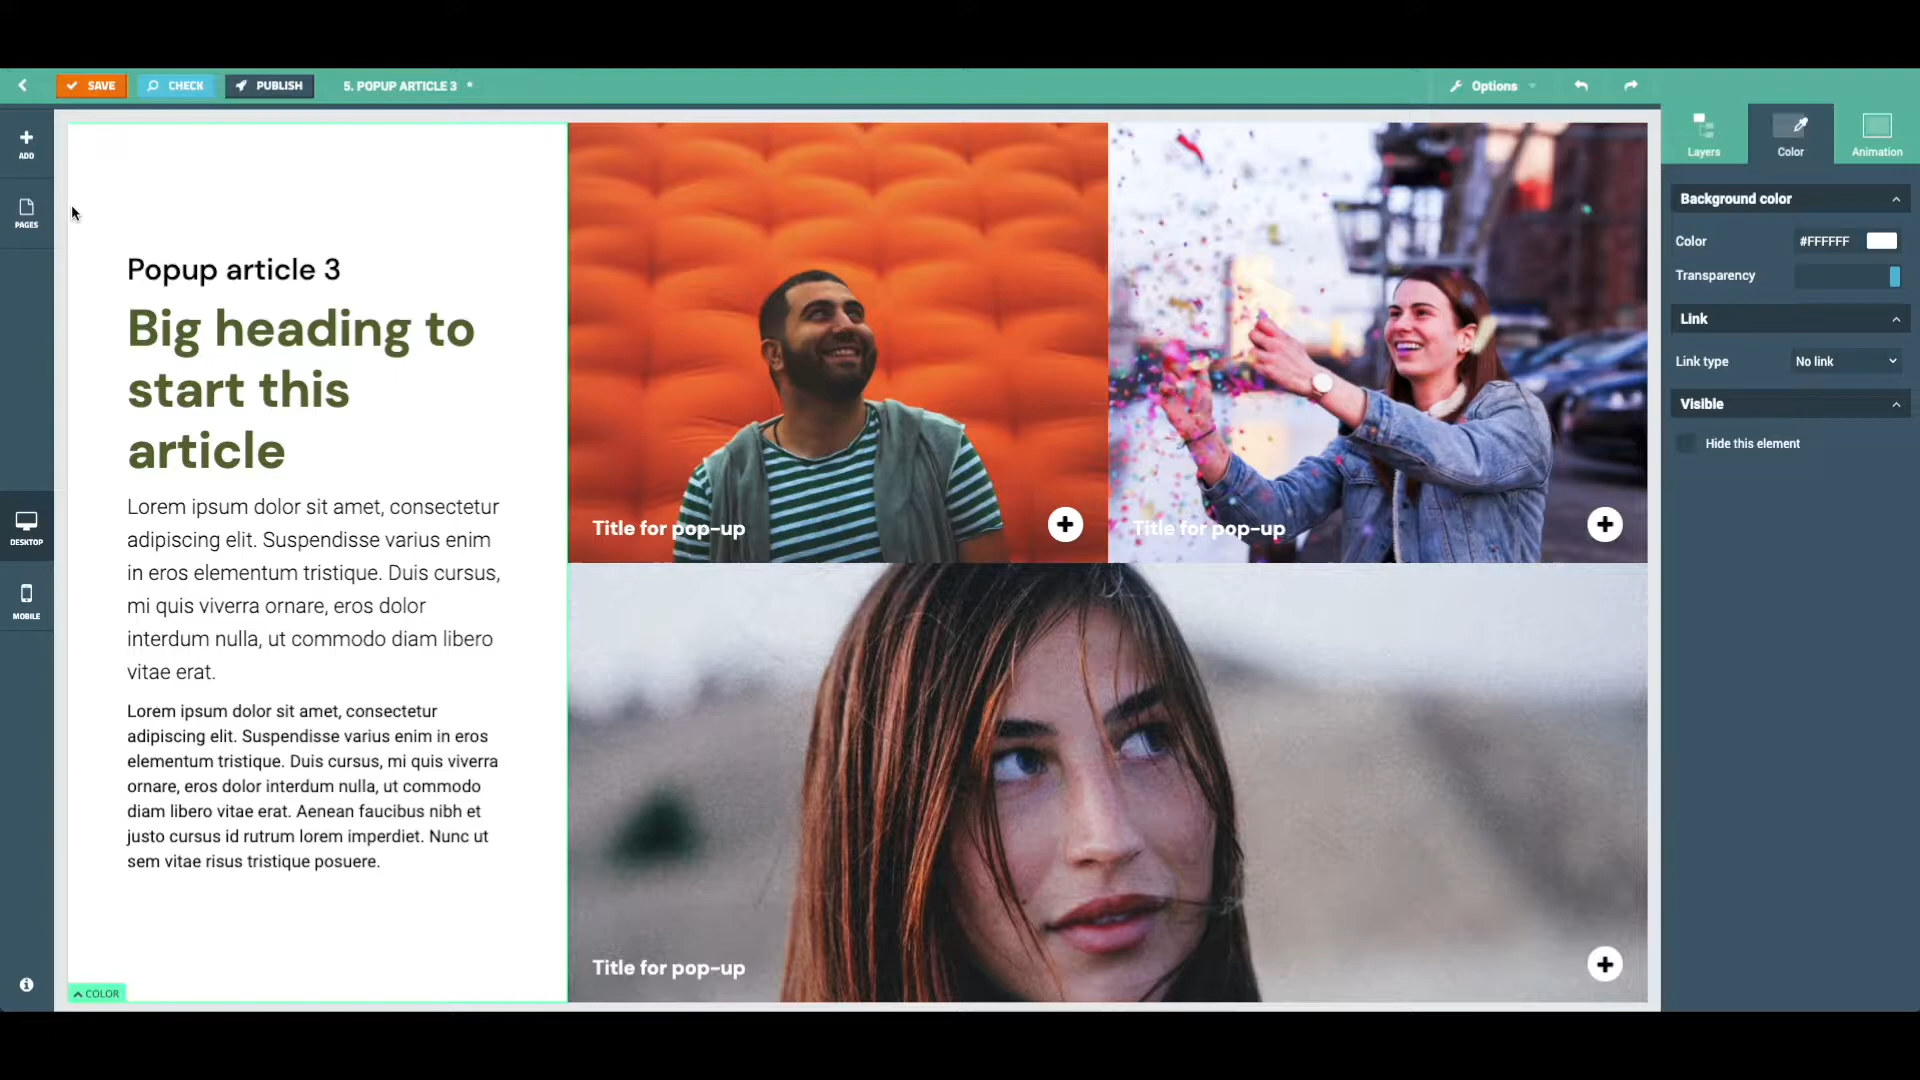 SAVE
CHECK
PUBLISH
5. POPUP ARTICLE 3 *
Options
ADD
PAGES
DESKTOP
MOBILE
Popup article 3
Big heading to
start this
article
Lorem ipsum dolor sit amet, consectetur
adipiscing elit. Suspendisse varius enim
in eros elementum tristique. Duis cursus,
mi quis viverra ornare, eros dolor
interdum nulla, ut commodo diam libero
vitae erat.
Lorem ipsum dolor sit amet, consectetur
adipiscing elit. Suspendisse varius enim in eros
elementum tristique. Duis cursus, mi quis viverra
ornare, eros dolor interdum nulla, ut commodo
diam libero vitae erat. Aenean faucibus nibh et
justo cursus id rutrum lorem imperdiet. Nunc ut
sem vitae risus tristique posuere.
COLOR
Title for pop-up
Title for pop-up
Title for pop-up
Layers
Color
Animation
Background color
Color #FFFFFF
Transparency
Link
Link type No link
Visible
Hide this element